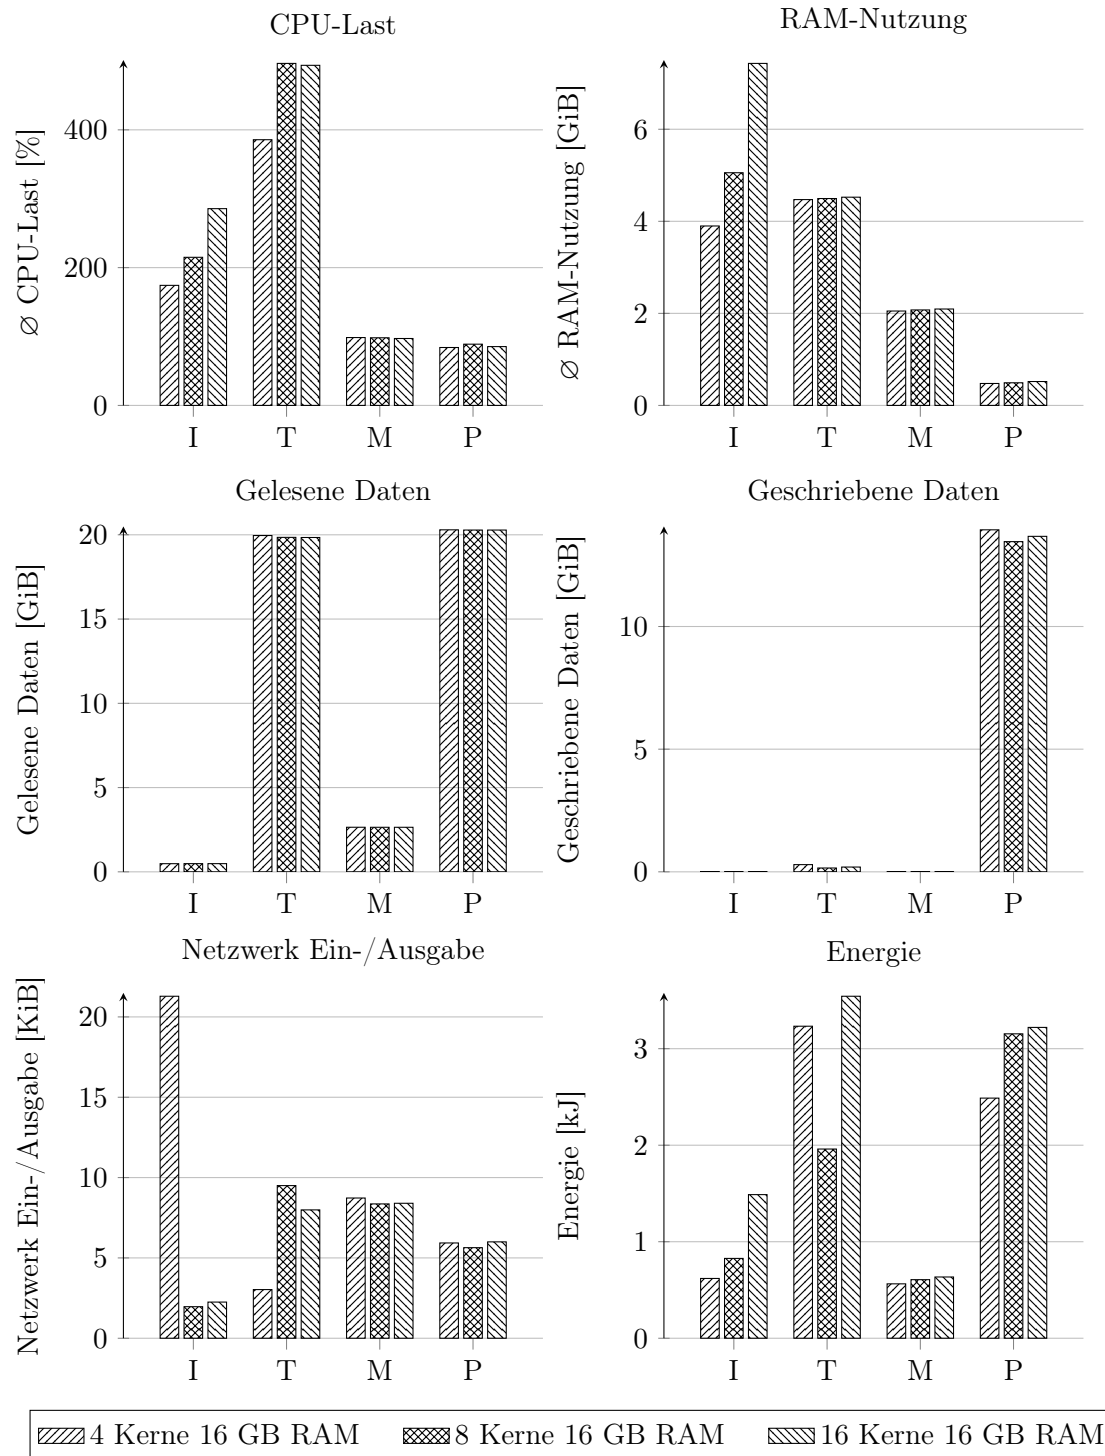 CPU-Last
RAM-Nutzung
∅ CPU-Last [%]
400
200
0
I T M P
∅ RAM-Nutzung [GiB]
6
4
2
0
I T M P
Gelesene Daten
Geschriebene Daten
Gelesene Daten [GiB]
20
15
10
5
0
I T M P
Geschriebene Daten [GiB]
10
5
0
I T M P
Netzwerk Ein-/Ausgabe
Energie
Netzwerk Ein-/Ausgabe [KiB]
20
15
10
5
0
I T M P
Energie [kJ]
3
2
1
0
I T M P
4 Kerne 16 GB RAM 8 Kerne 16 GB RAM 16 Kerne 16 GB RAM